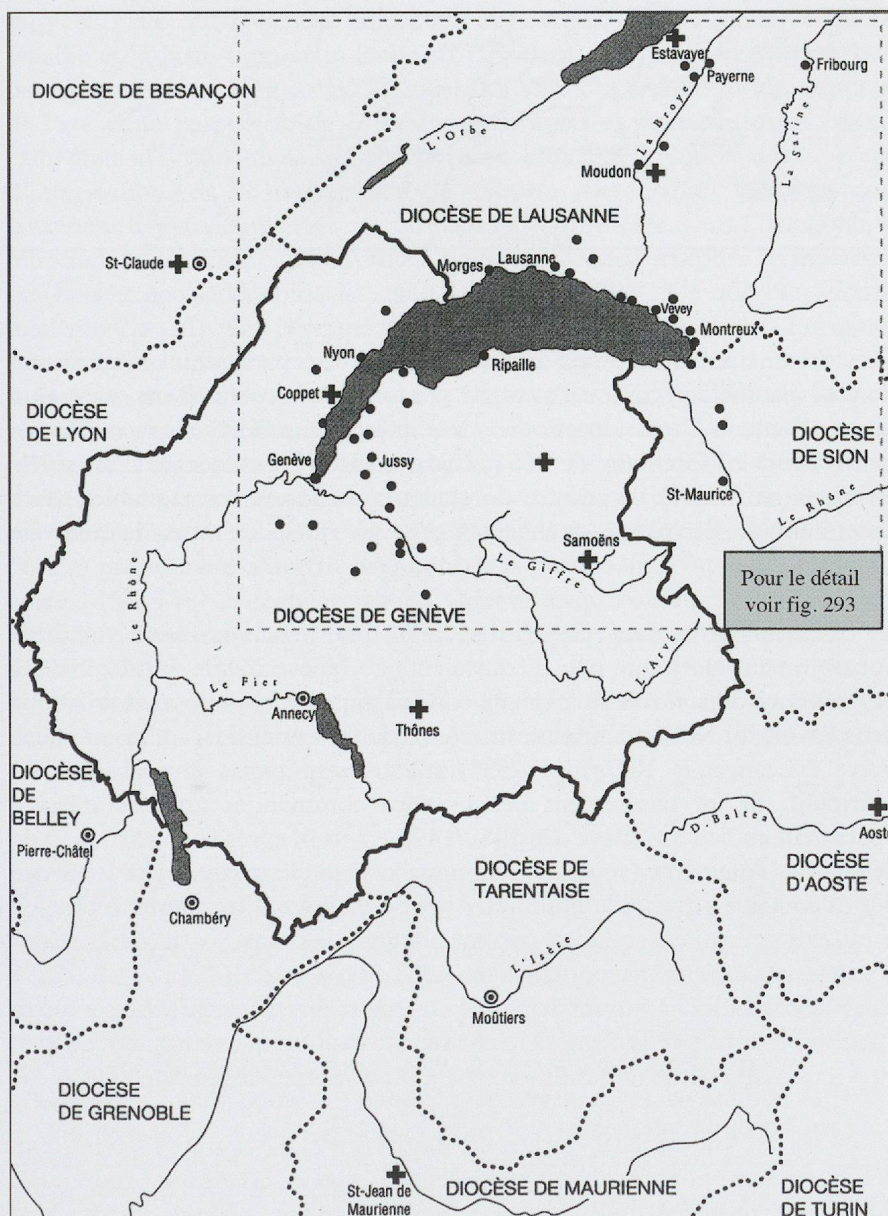 Estavayer
Fribourg
Payerne
DIOCÈSE DE BESANÇON
L'Orbe
La Broye
La Sarine
Moudon
DIOCÈSE DE LAUSANNE
St-Claude
Morges
Lausanne
Vevey
Montreux
Nyon
Ripaille
Coppet
DIOCÈSE
DE LYON
DIOCÈSE
DE SION
Genève
Jussy
St-Maurice
Le Rhône
Samoëns
Le Giffre
Le Rhône
Pour le détail
voir fig. 293
DIOCÈSE DE GENÈVE
L'Arve
Le Fier
Annecy
Thônes
DIOCÈSE
DE
BELLEY
Pierre-Châtel
D. Baltea
Aoste
DIOCÈSE DE
TARENTAISE
DIOCÈSE
D'AOSTE
Chambéry
L'Isère
Moûtiers
DIOCÈSE
DE GRENOBLE
St-Jean de
Maurienne
DIOCÈSE DE MAURIENNE
DIOCÈSE
DE TURIN